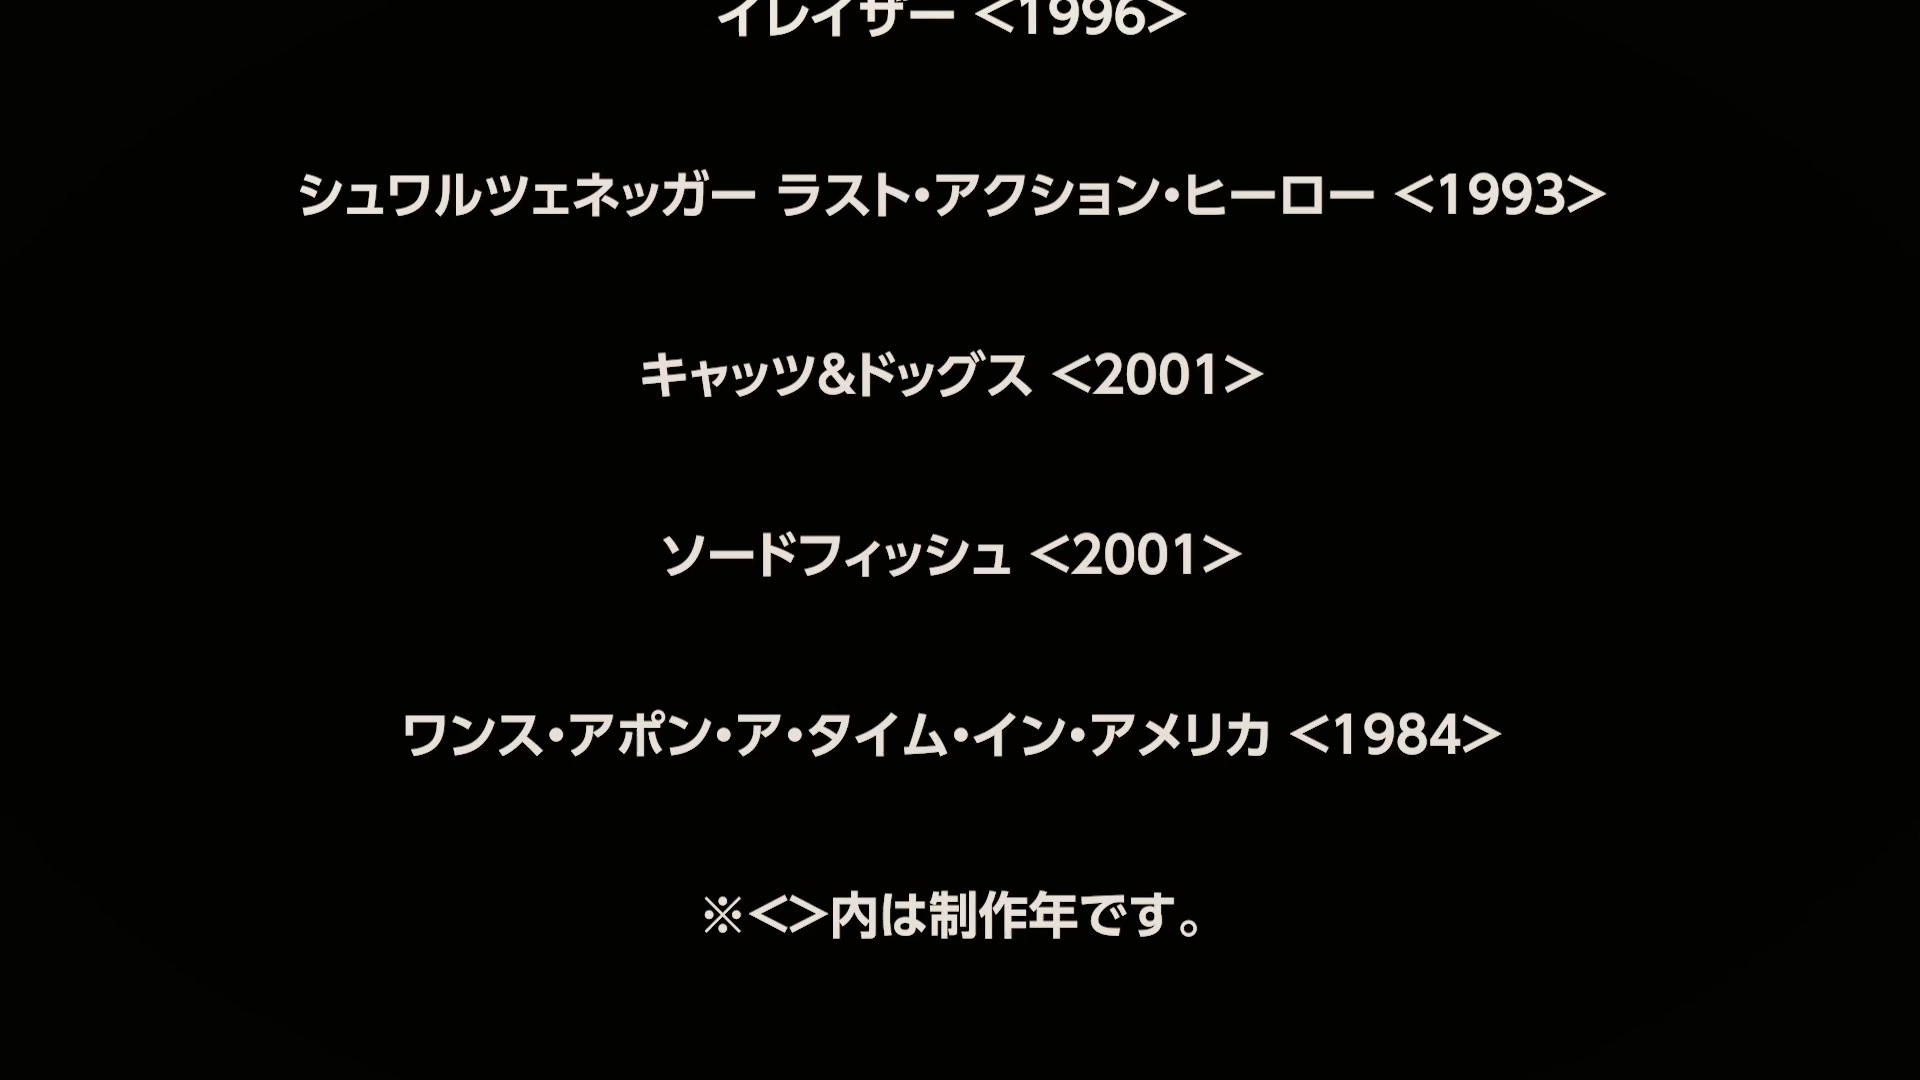 イレイザー <1996>
シュワルツェネッガー ラスト・アクション・ヒーロー <1993>
キャッツ&ドッグス <2001>
ソードフィッシュ <2001>
ワンス・アポン・ア・タイム・イン・アメリカ <1984>
※<>内は制作年です。